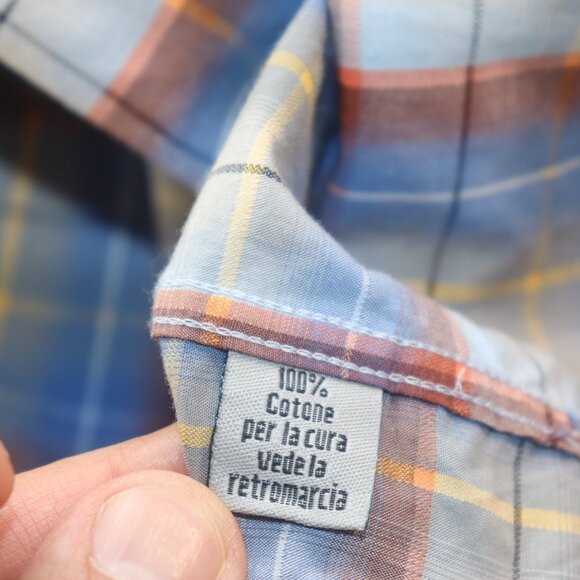 100%
Cotone
per la cura
vede la
retromarcia